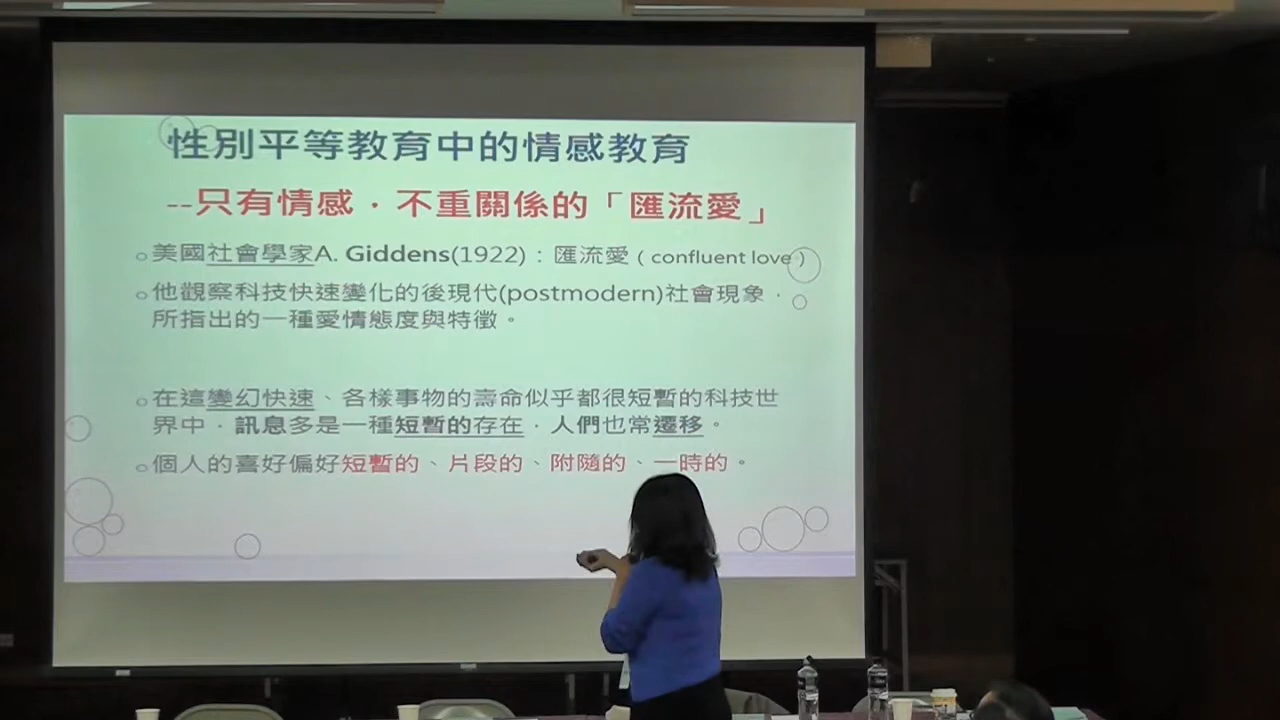 性別平等教育中的情感教育
--只有情感，不重關係的「匯流愛」
美國社會學家A. Giddens(1922)：匯流愛（confluent love）
他觀察科技快速變化的後現代(postmodern)社會現象，
所指出的一種愛情態度與特徵。
在這變幻快速、各樣事物的壽命似乎都很短暫的科技世
界中，訊息多是一種短暫的存在，人們也常遷移。
個人的喜好偏好短暫的、片段的、附隨的、一時的。